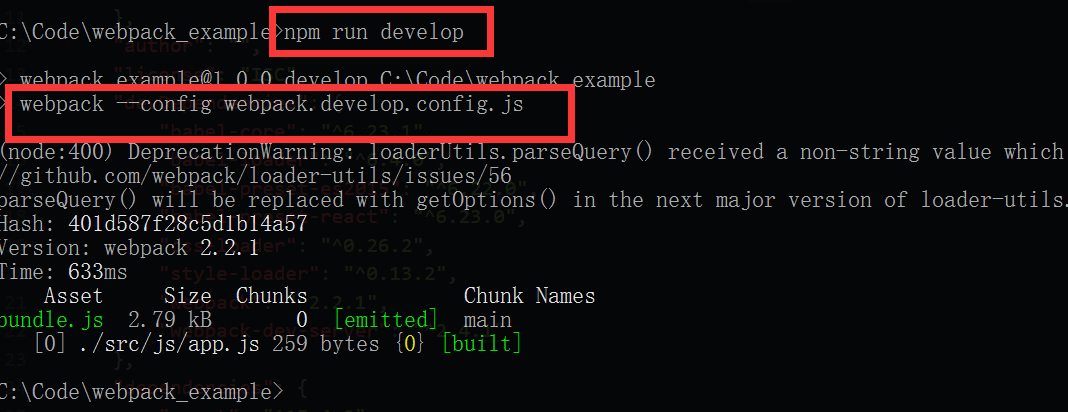 C:\Code\webpack_example>npm run develop
> webpack_example@1.0.0 develop C:\Code\webpack_example
> webpack --config webpack.develop.config.js
(node:400) DeprecationWarning: loaderUtils.parseQuery() received a non-string value which
//github.com/webpack/loader-utils/issues/56
parseQuery() will be replaced with getOptions() in the next major version of loader-utils.
Hash: 401d587f28c5d1b14a57
Version: webpack 2.2.1
Time: 633ms
Asset Size Chunks Chunk Names
bundle.js 2.79 kB 0 [emitted] main
[0] ./src/js/app.js 259 bytes {0} [built]
C:\Code\webpack_example>